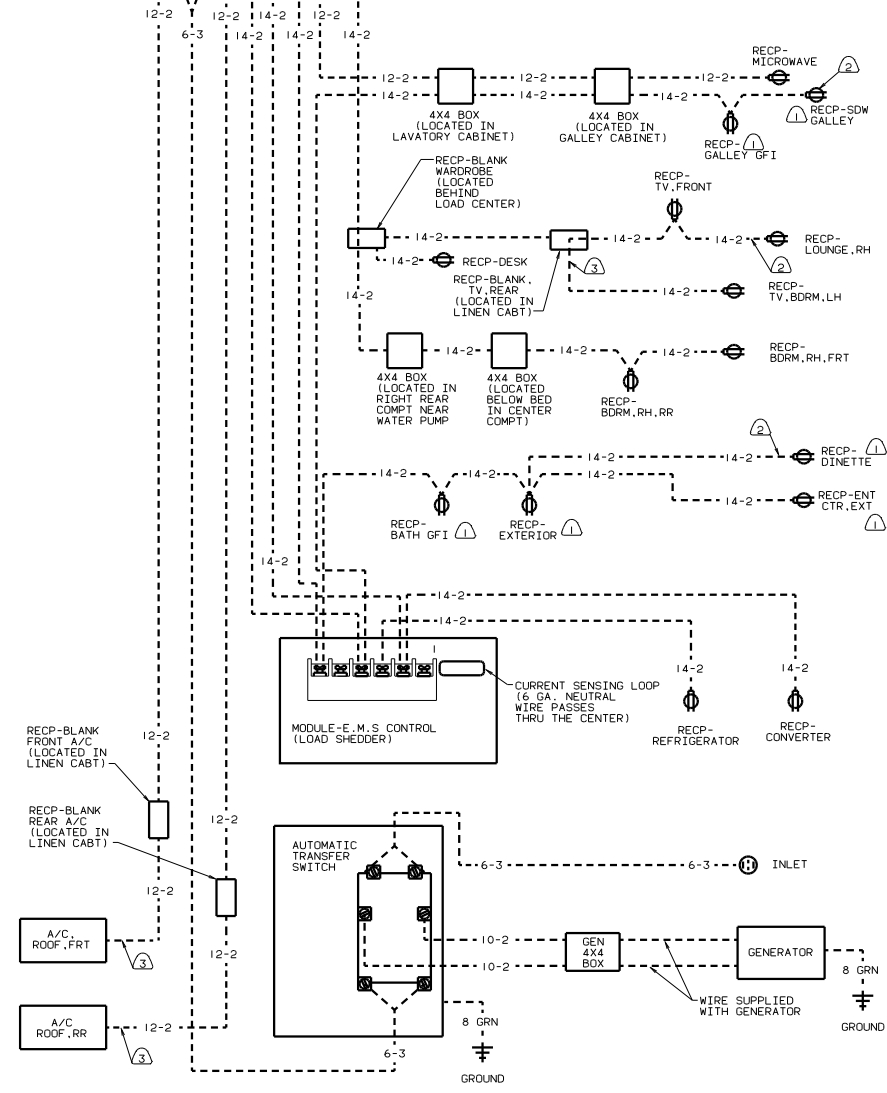 12-2
12-2 14-2 12-2
6-3 14-2 14-2 14-2
RECP-
MICROWAVE
2
12-2 12-2 12-2
14-2 14-2 14-2
1
RECP-SDW
GALLEY
4X4 BOX
(LOCATED IN
LAVATORY CABINET)
4X4 BOX
(LOCATED IN
GALLEY CABINET)
RECP-
GALLEY GFI
1
RECP-BLANK
WARDROBE
(LOCATED
BEHIND
LOAD CENTER)
RECP-
TV,FRONT
14-2 14-2 14-2
RECP-
LOUNGE,RH
14-2
RECP-DESK
3
2
RECP-BLANK,
TV,REAR
(LOCATED IN
LINEN CABT)
14-2
14-2
RECP-
TV,BDRM,LH
14-2 14-2 14-2
RECP-
BDRM,RH,FRT
4X4 BOX
(LOCATED IN
RIGHT REAR
COMPT NEAR
WATER PUMP
4X4 BOX
(LOCATED
BELOW BED
IN CENTER
COMPT)
RECP-
BDRM,RH,RR
2
14-2 14-2
RECP-
DINETTE
1
14-2 14-2 14-2
14-2
RECP-ENT
CTR,EXT
1
RECP-
BATH GFI
1
RECP-
EXTERIOR
1
14-2
14-2
14-2
1
14-2 14-2
CURRENT SENSING LOOP
(6 GA. NEUTRAL
WIRE PASSES
THRU THE CENTER)
MODULE-E.M.S CONTROL
(LOAD SHEDDER)
RECP-
REFRIGERATOR
RECP-
CONVERTER
RECP-BLANK
FRONT A/C
(LOCATED IN
LINEN CABT)
12-2
RECP-BLANK
REAR A/C
(LOCATED IN
LINEN CABT)
12-2
AUTOMATIC
TRANSFER
SWITCH
6-3 6-3
INLET
12-2
A/C,
ROOF,FRT
3
12-2
10-2
GEN
4X4
BOX
GENERATOR
10-2
8 GRN
WIRE SUPPLIED
WITH GENERATOR
GROUND
A/C
ROOF,RR
12-2
3
8 GRN
6-3
GROUND